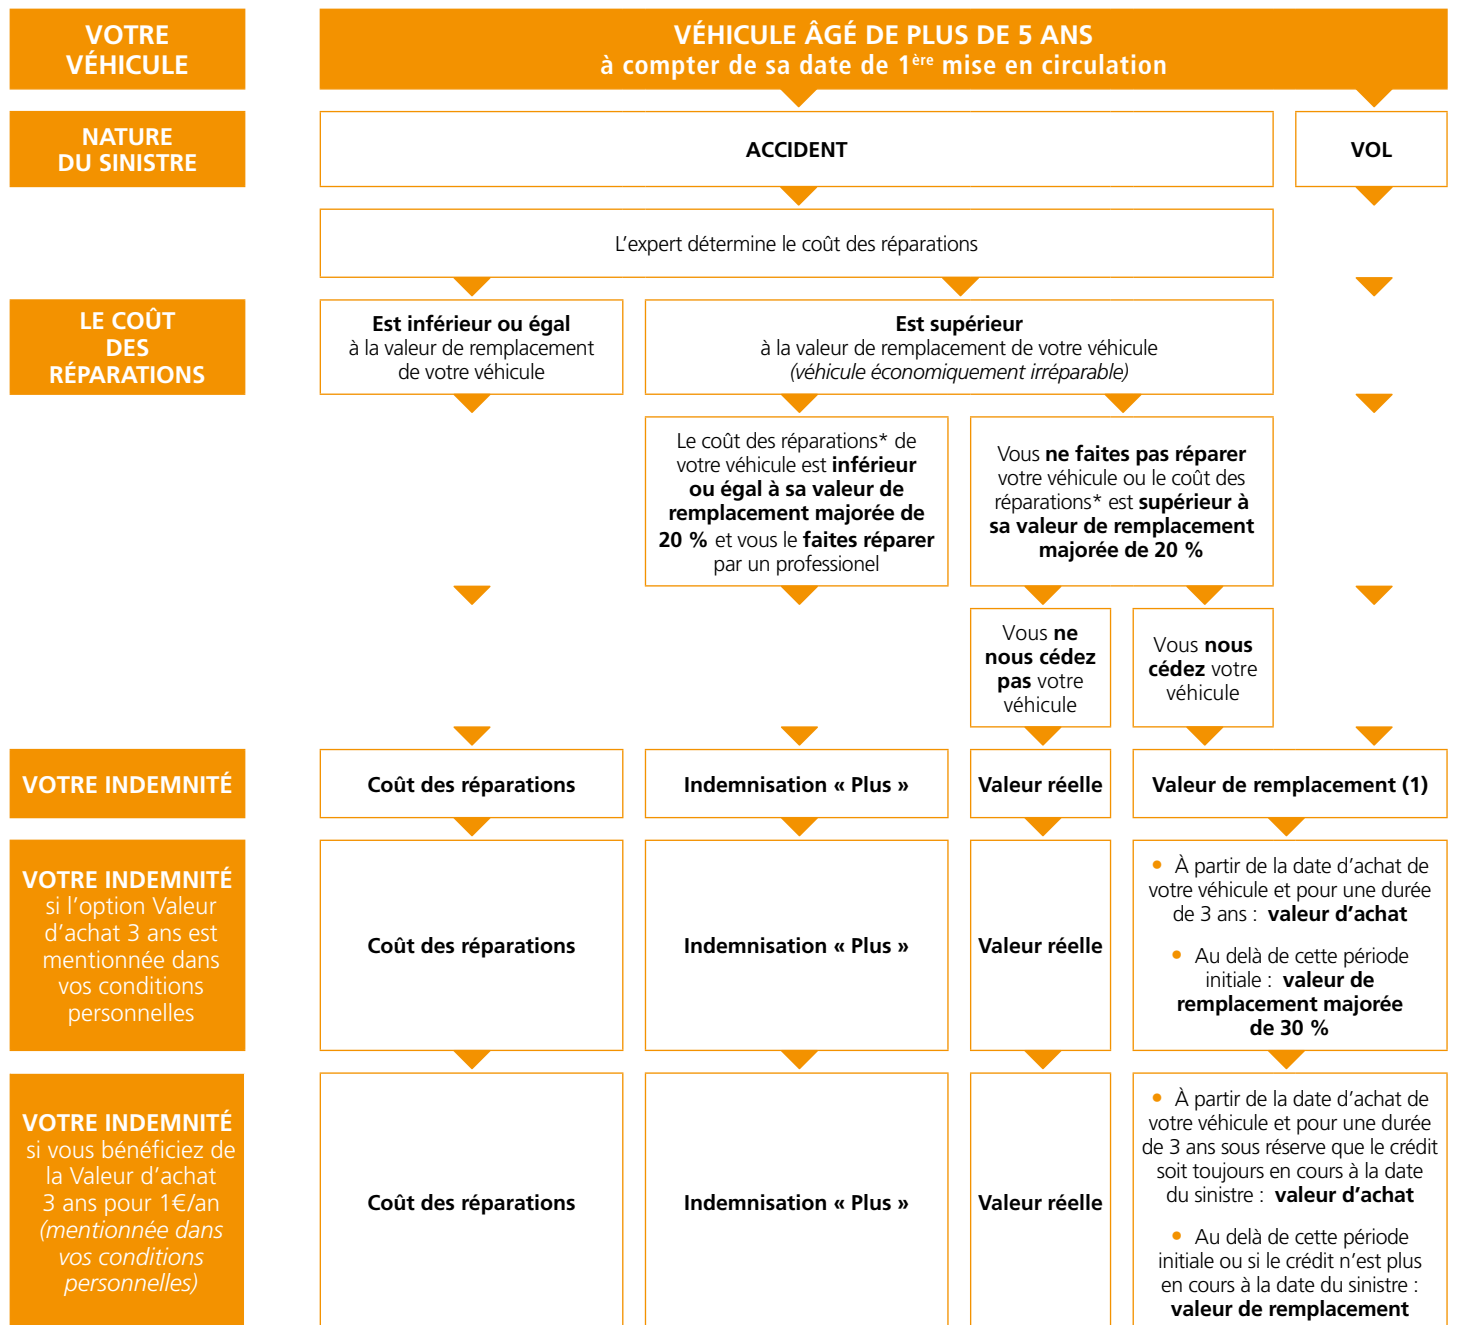 VOTRE
VÉHICULE
VÉHICULE ÂGÉ DE PLUS DE 5 ANS
à compter de sa date de 1ère mise en circulation
NATURE
DU SINISTRE
ACCIDENT
VOL
L'expert détermine le coût des réparations
LE COÛT
DES
RÉPARATIONS
Est inférieur ou égal
à la valeur de remplacement
de votre véhicule
Est supérieur
à la valeur de remplacement de votre véhicule
(véhicule économiquement irréparable)
Le coût des réparations* de
votre véhicule est inférieur
ou égal à sa valeur de
remplacement majorée de
20 % et vous le faites réparer
par un professionel
Vous ne faites pas réparer
votre véhicule ou le coût des
réparations* est supérieur à
sa valeur de remplacement
majorée de 20 %
Vous ne
nous cédez
pas votre
véhicule
Vous nous
cédez votre
véhicule
VOTRE INDEMNITÉ
Coût des réparations
Indemnisation « Plus »
Valeur réelle
Valeur de remplacement (1)
VOTRE INDEMNITÉ
si l'option Valeur
d'achat 3 ans est
mentionnée dans
vos conditions
personnelles
Coût des réparations
Indemnisation « Plus »
Valeur réelle
• À partir de la date d'achat de
votre véhicule et pour une durée
de 3 ans : valeur d'achat
• Au delà de cette période
initiale : valeur de
remplacement majorée
de 30 %
VOTRE INDEMNITÉ
si vous bénéficiez de
la Valeur d'achat
3 ans pour 1€/an
(mentionnée dans
vos conditions
personnelles)
Coût des réparations
Indemnisation « Plus »
Valeur réelle
• À partir de la date d'achat de
votre véhicule et pour une durée
de 3 ans sous réserve que le crédit
soit toujours en cours à la date
du sinistre : valeur d'achat
• Au delà de cette période
initiale ou si le crédit n'est plus
en cours à la date du sinistre :
valeur de remplacement